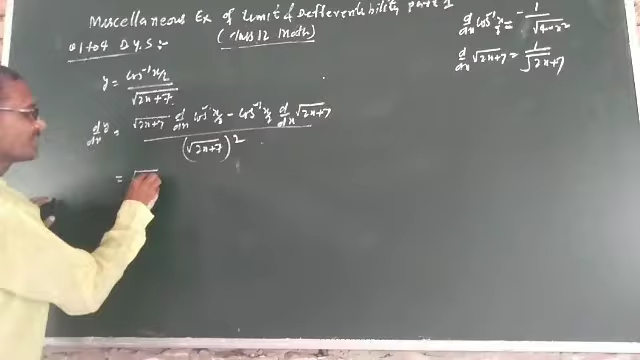 Miscellaneous Ex of Limit & Differentiability part 1
(Class 12 Math)
Q1 to 4 D.Y.S :-
y = cos⁻¹ x/2 / √2x+7
dy/dx = √2x+7 d/dx cos⁻¹ x/2 - cos⁻¹ x/2 d/dx √2x+7 / (√2x+7)²
= √
d/dx cos⁻¹ x/2 = - 1/√4-x²
d/dx √2x+7 = 1/√2x+7